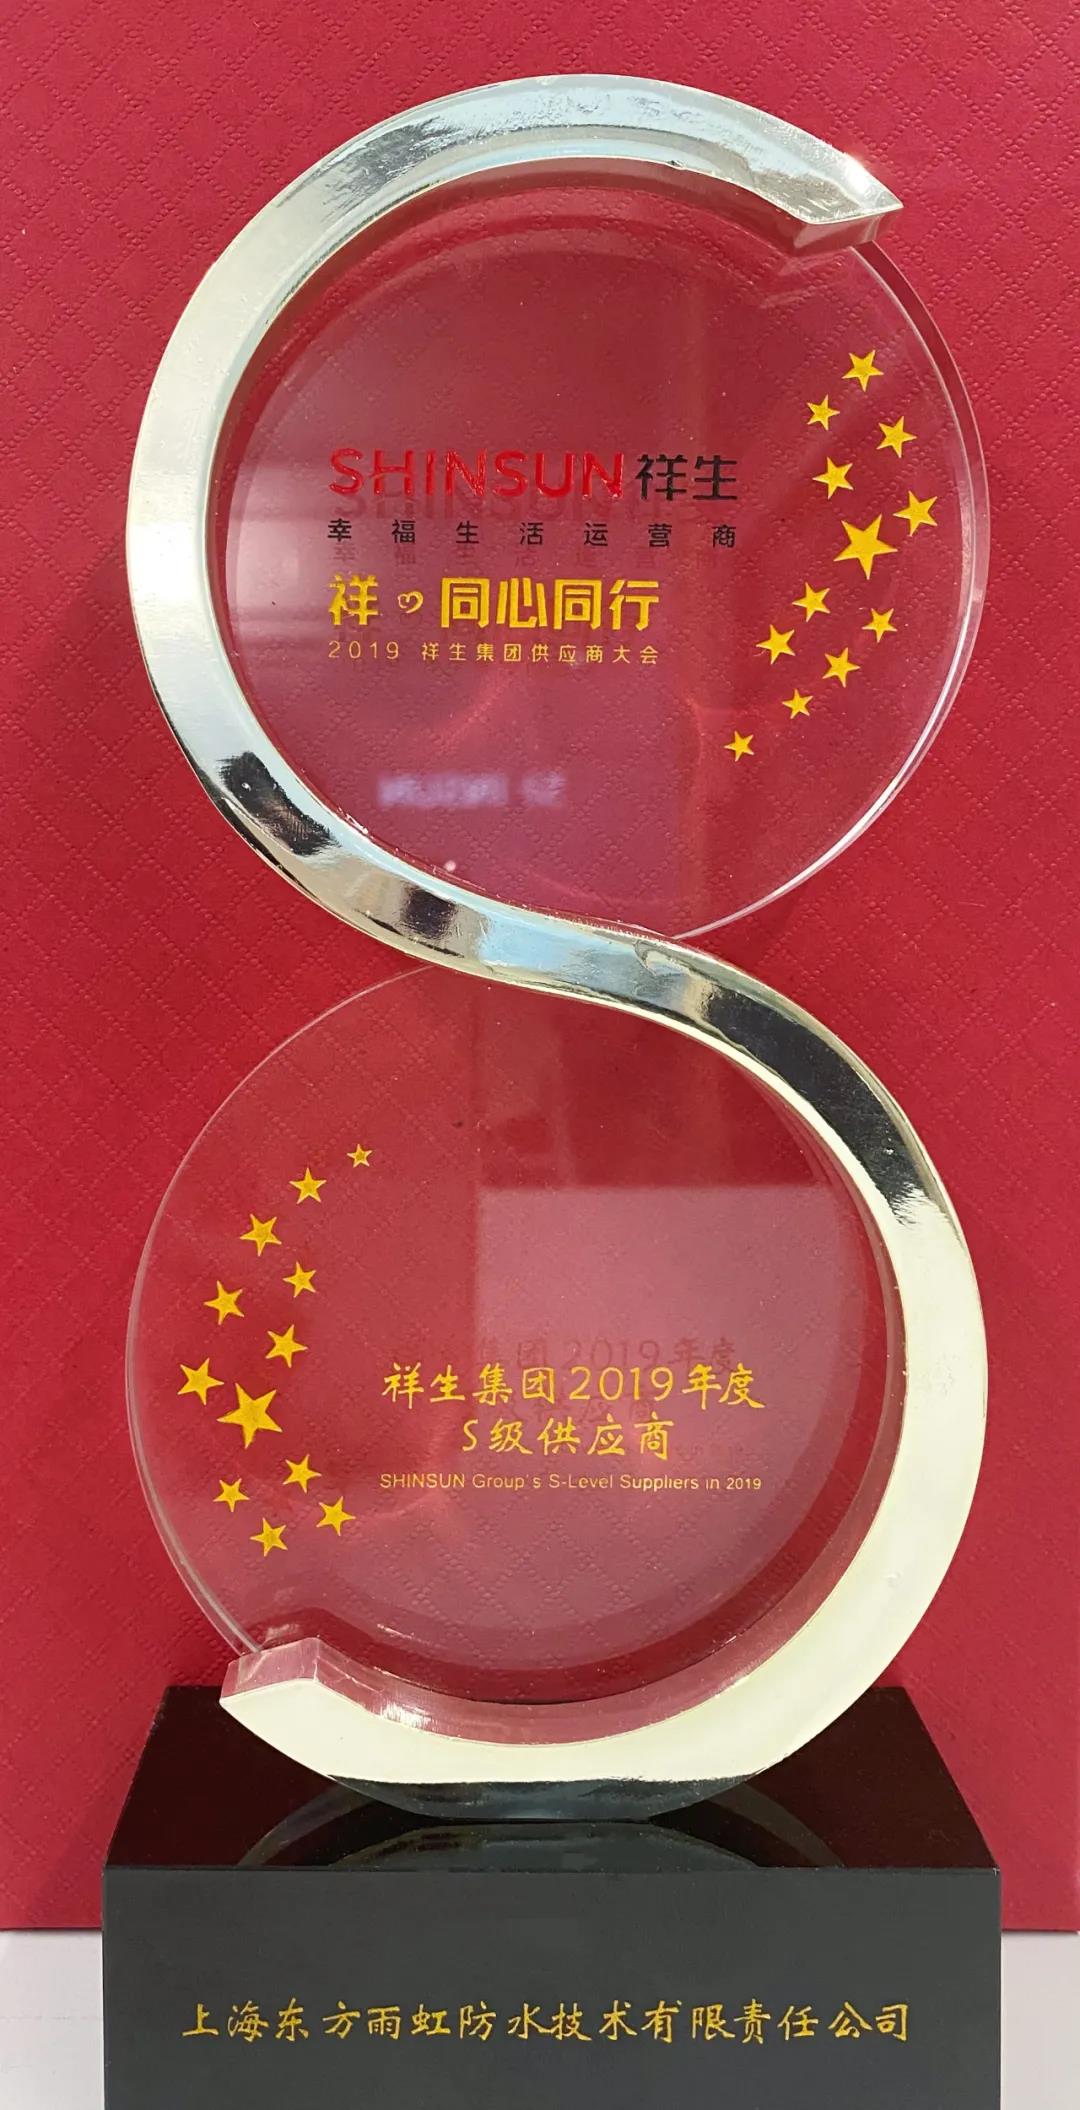 SHINSUN祥生
幸福生活运营商
祥 同心同行
2019 祥生集团供应商大会
祥生集团2019年度
S级供应商
SHINSUN Group's S-Level Suppliers in 2019
上海东方雨虹防水技术有限责任公司